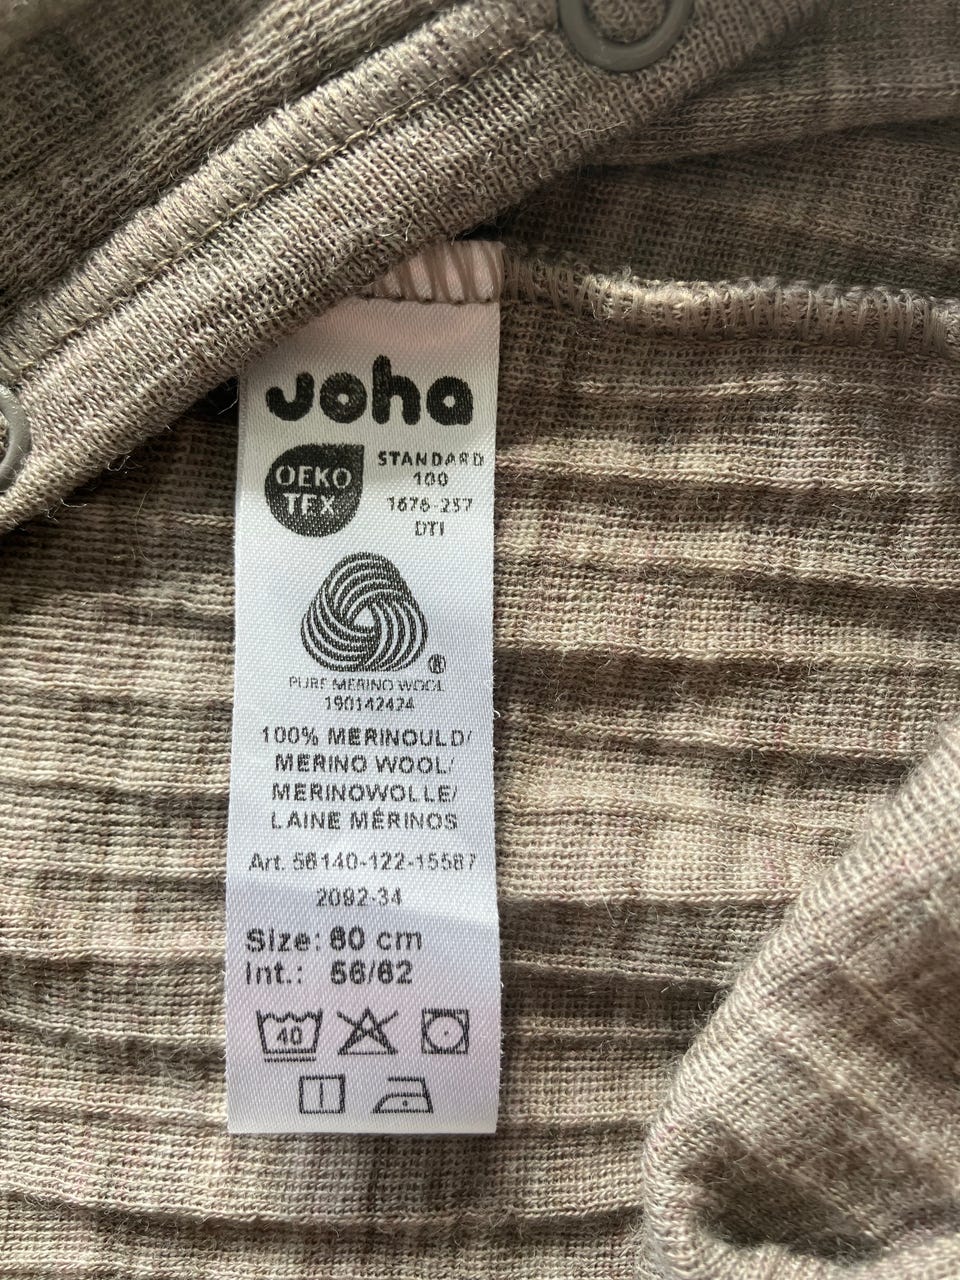 Joha
OEKO
TEX
STANDARD
100
1676-257
DTI
®
PURE MERINO WOOL
190142424
100% MERINOULD/
MERINO WOOL/
MERINOWOLLE/
LAINE MÉRINOS
Art. 56140-122-15587
2092-34
Size: 60 cm
Int.: 56/62
40